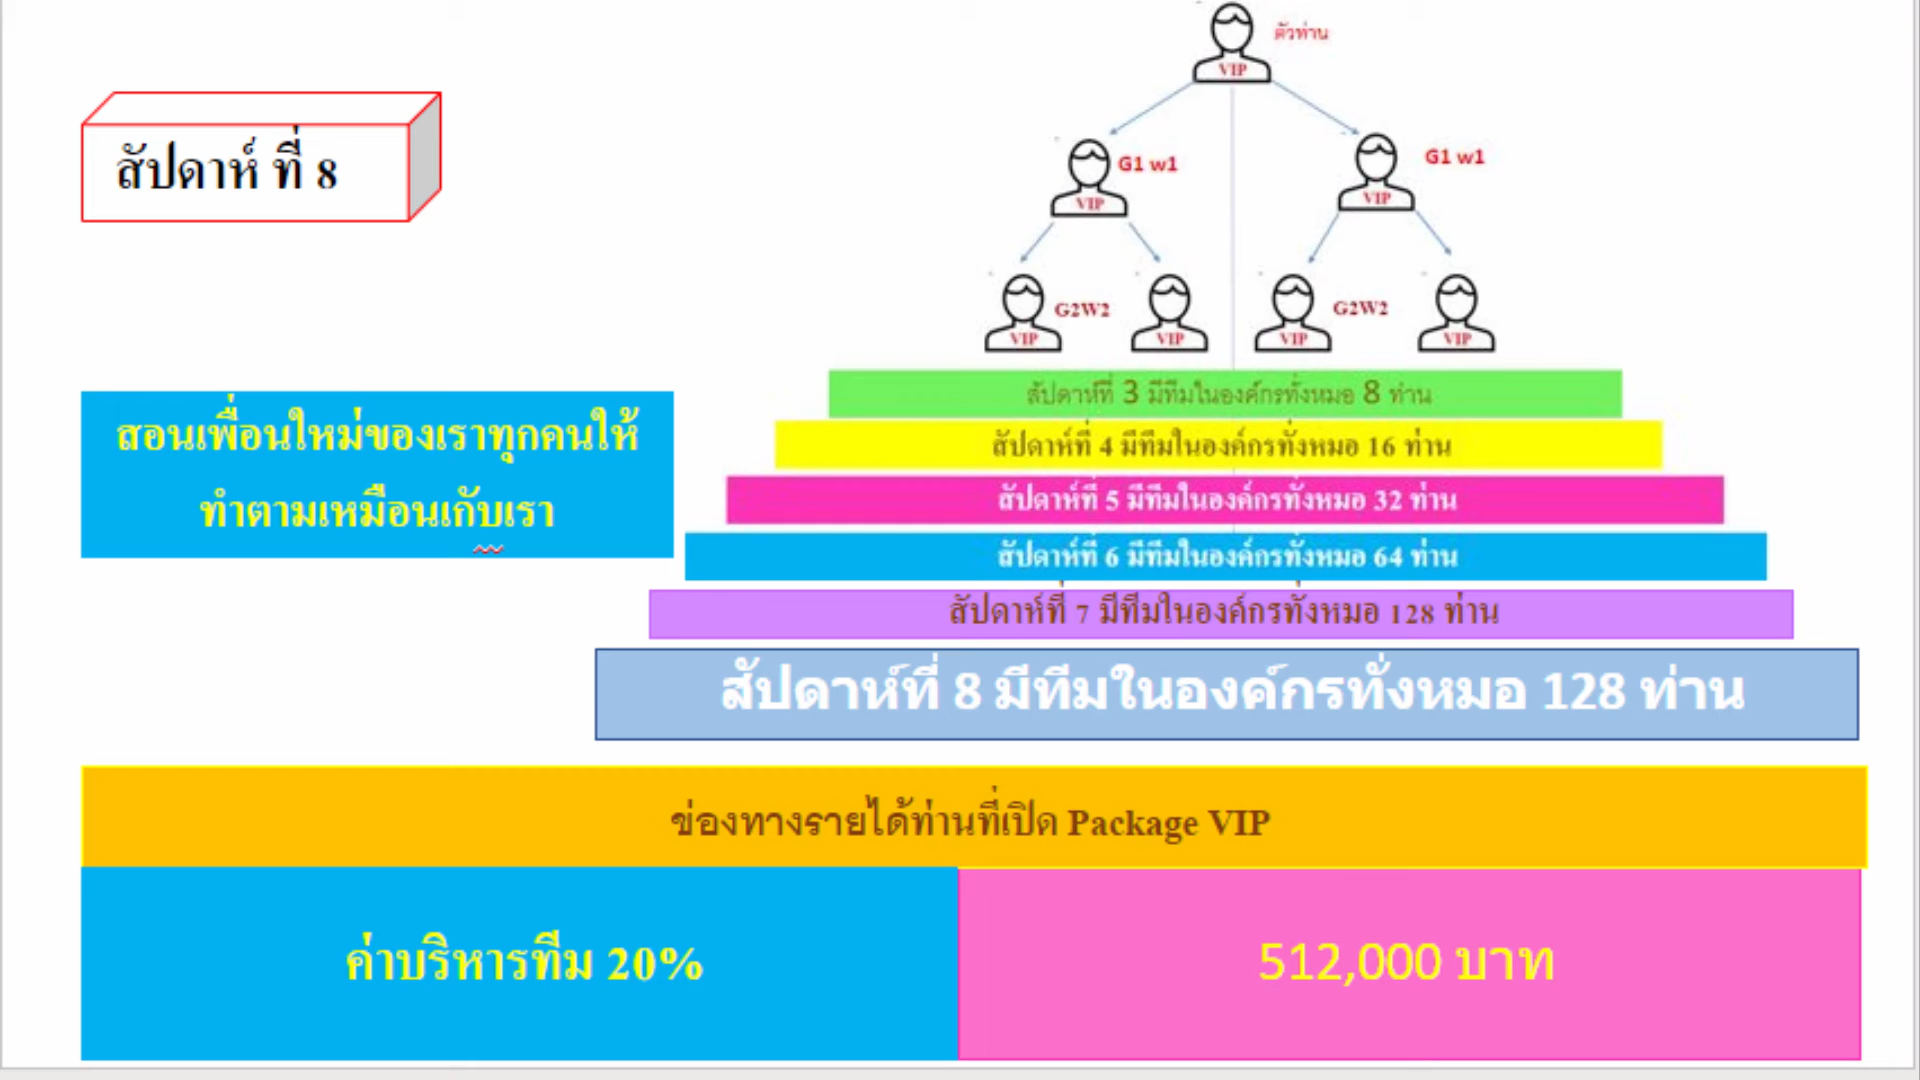 ตัวท่าน
VIP
สัปดาห์ ที่ 8
G1 w1
G1 w1
VIP
VIP
G2W2
G2W2
VIP
VIP
VIP
VIP
สัปดาห์ที่ 3 มีทีมในองค์กรทั้งหมอ 8 ท่าน
สอนเพื่อนใหม่ของเราทุกคนให้
ทำตามเหมือนเกับเรา
สัปดาห์ที่ 4 มีทีมในองค์กรทั้งหมอ 16 ท่าน
สัปดาห์ที่ 5 มีทีมในองค์กรทั้งหมอ 32 ท่าน
สัปดาห์ที่ 6 มีทีมในองค์กรทั้งหมอ 64 ท่าน
สัปดาห์ที่ 7 มีทีมในองค์กรทั้งหมอ 128 ท่าน
สัปดาห์ที่ 8 มีทีมในองค์กรทั่งหมอ 128 ท่าน
ข่องทางรายได้ท่านที่เปิด Package VIP
ค่าบริหารทีม 20%
512,000 บาท